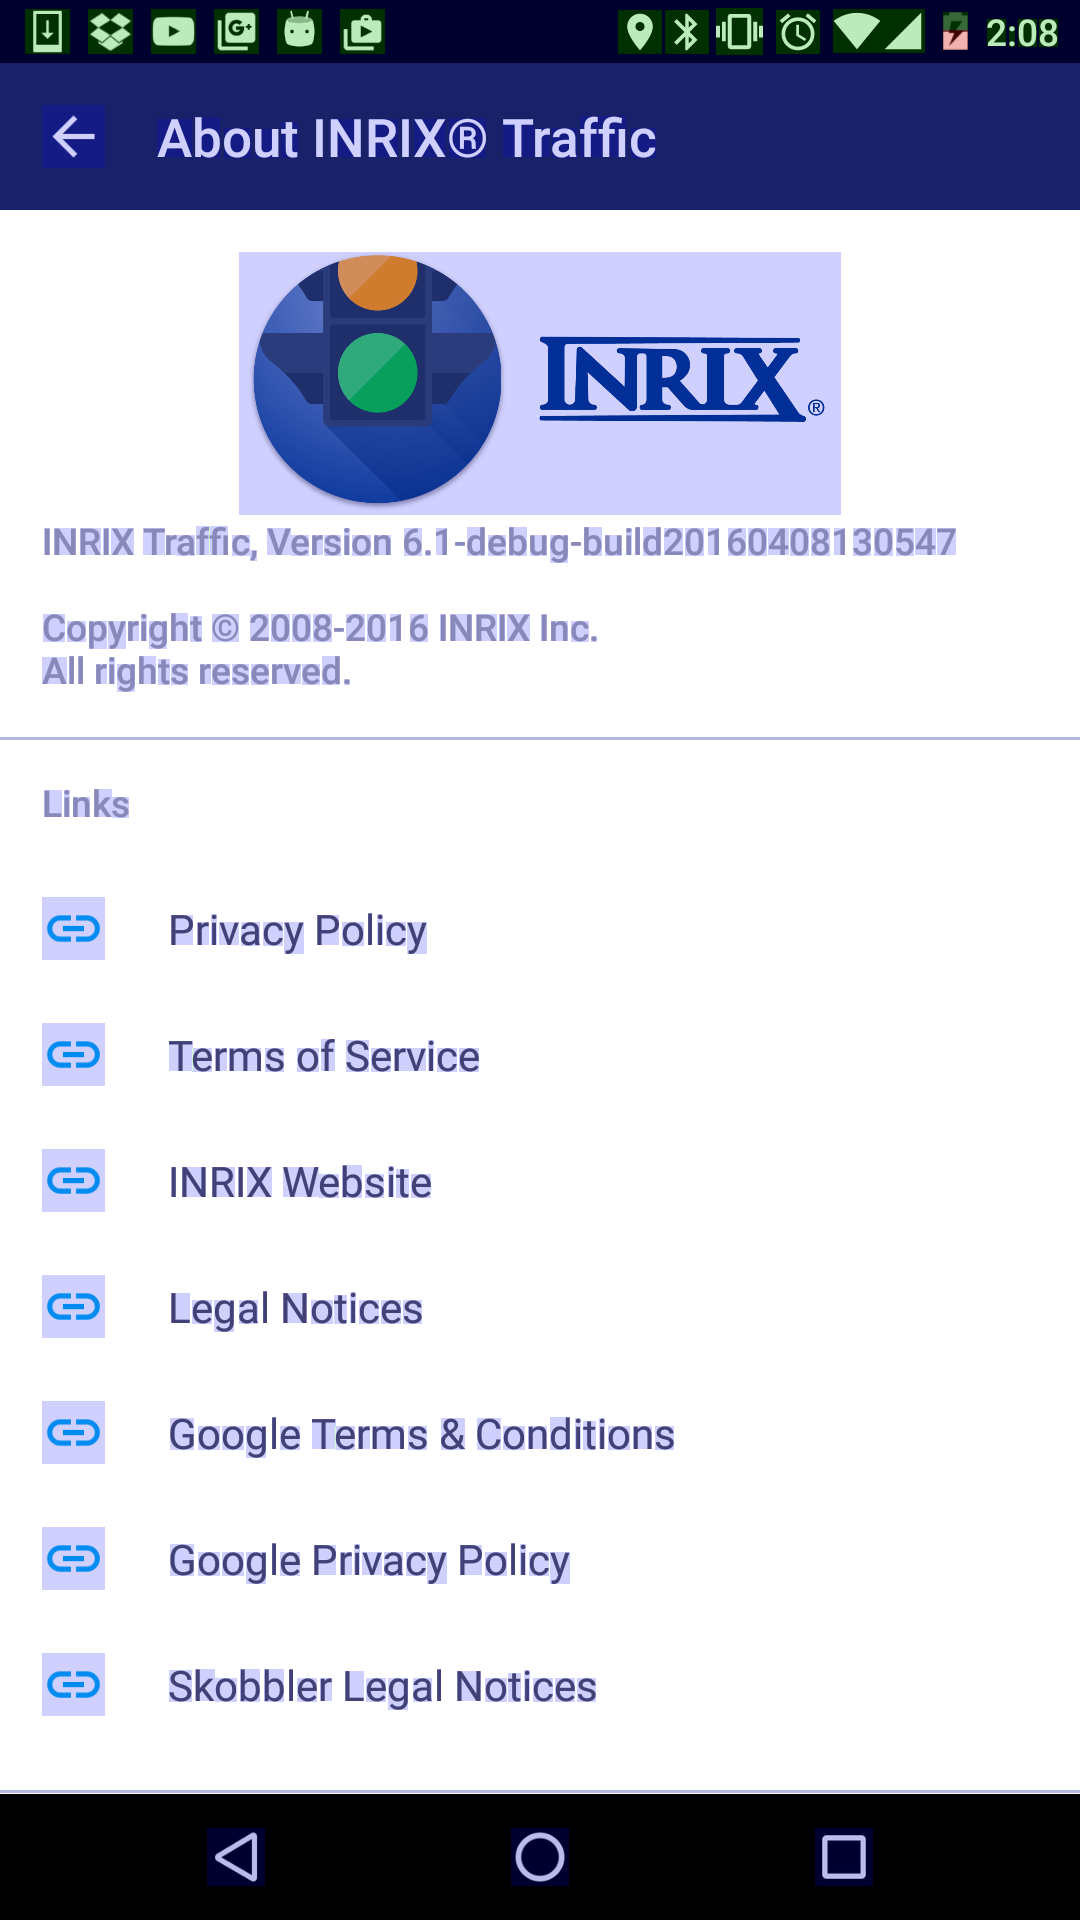 2:08
About INRIX® Traffic
INRIX®
INRIX Traffic, Version 6.1-debug-build20160408130547
Copyright © 2008-2016 INRIX Inc.
All rights reserved.
Links
Privacy Policy
Terms of Service
INRIX Website
Legal Notices
Google Terms & Conditions
Google Privacy Policy
Skobbler Legal Notices